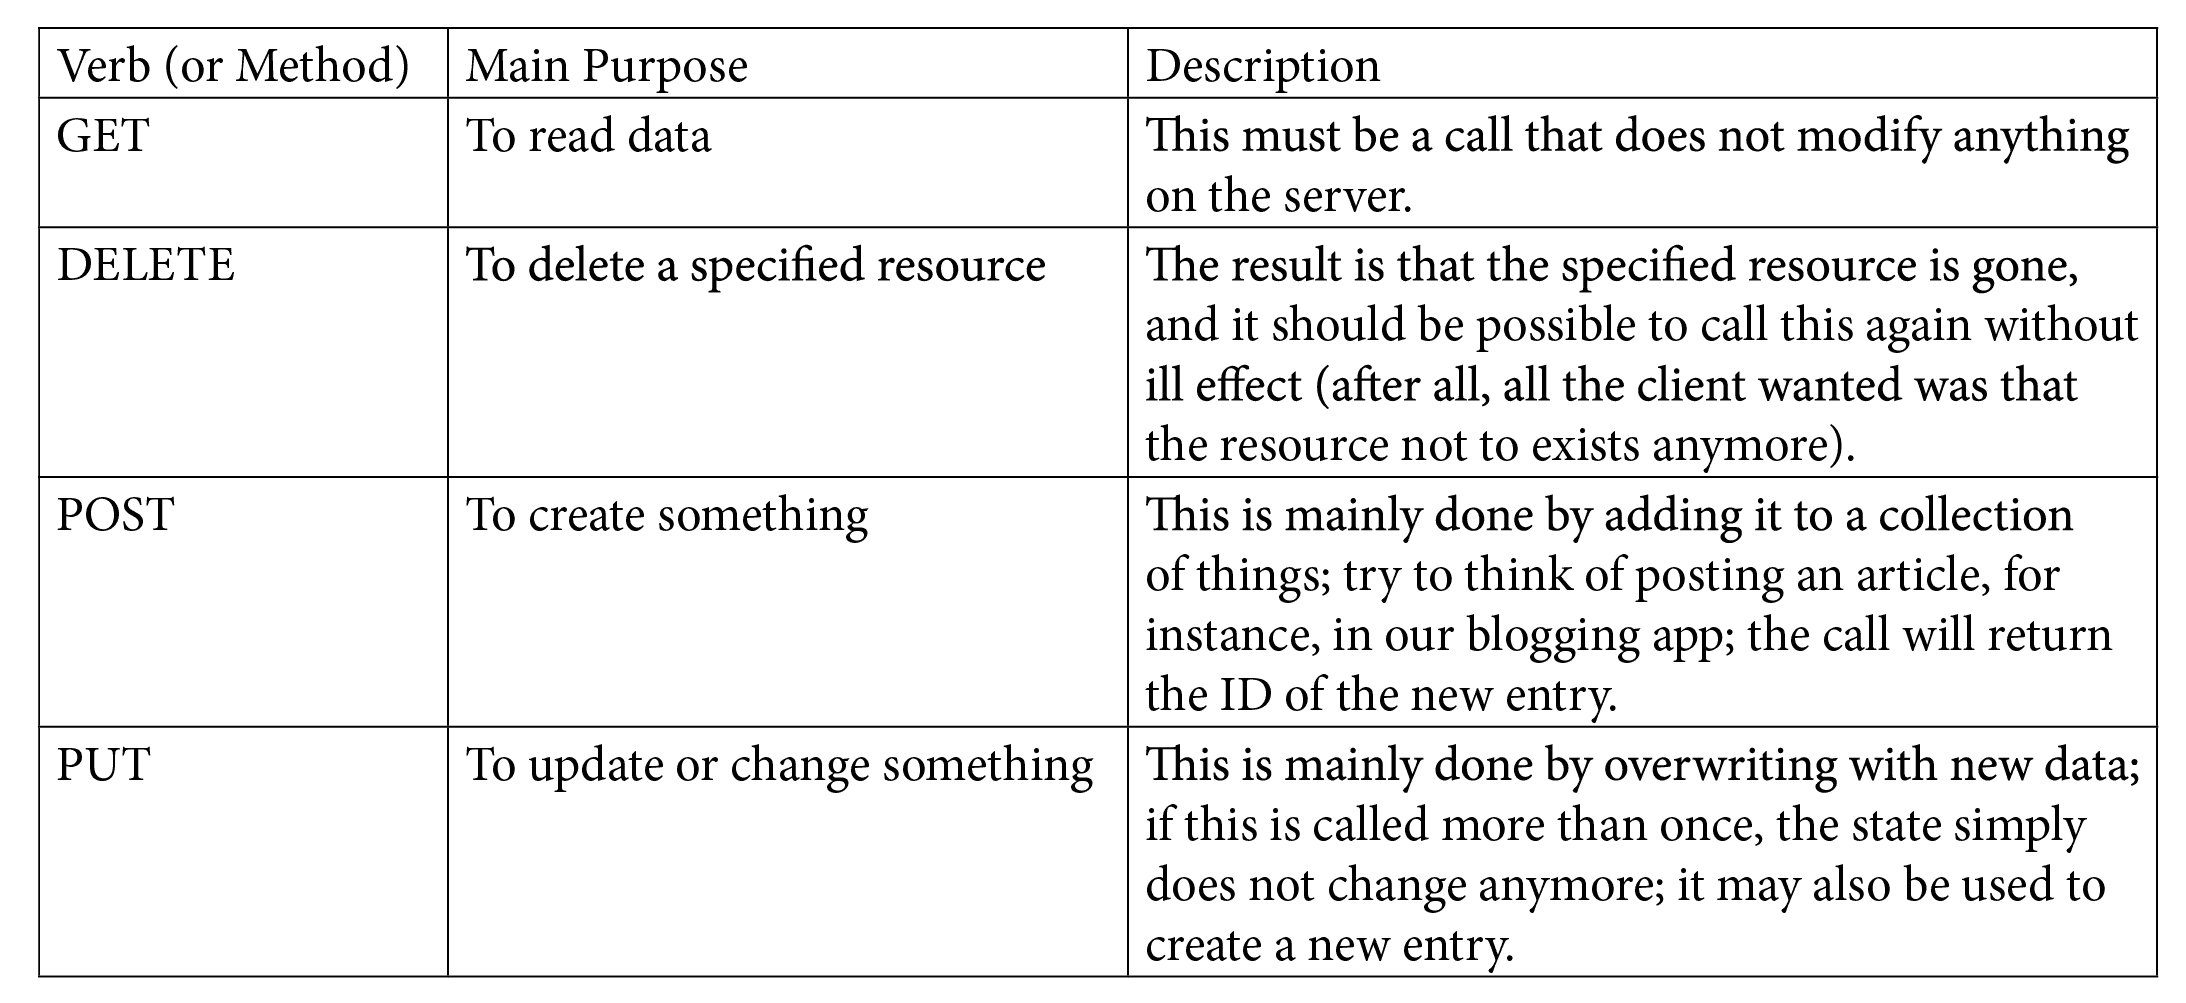 Verb (or Method) Main Purpose Description
GET To read data This must be a call that does not modify anything
on the server.
DELETE To delete a specified resource The result is that the specified resource is gone,
and it should be possible to call this again without
ill effect (after all, all the client wanted was that
the resource not to exists anymore).
POST To create something This is mainly done by adding it to a collection
of things; try to think of posting an article, for
instance, in our blogging app; the call will return
the ID of the new entry.
PUT To update or change something This is mainly done by overwriting with new data;
if this is called more than once, the state simply
does not change anymore; it may also be used to
create a new entry.